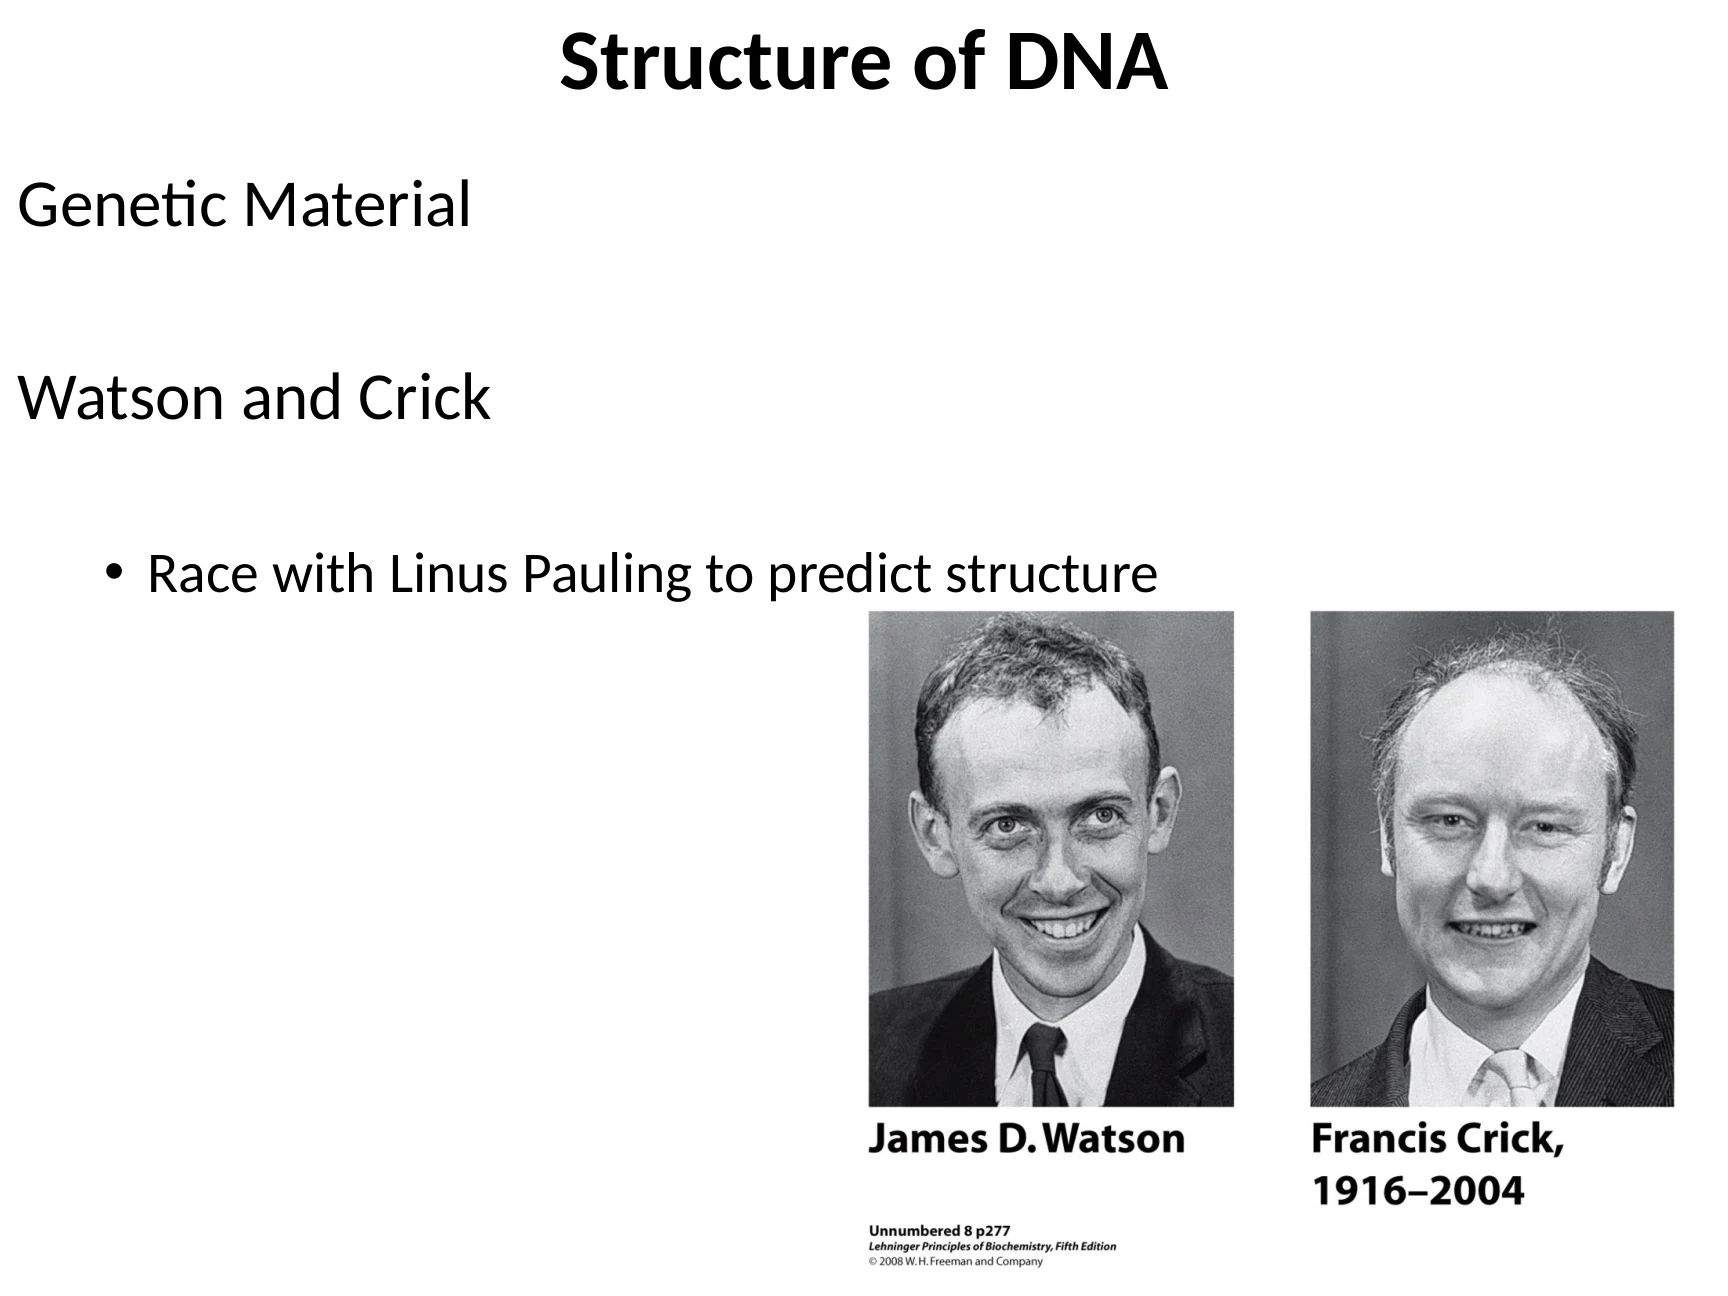 Structure of DNA
Genetic Material
Watson and Crick
• Race with Linus Pauling to predict structure
James D. Watson
Francis Crick,
1916–2004
Unnumbered 8 p277
Lehninger Principles of Biochemistry, Fifth Edition
© 2008 W. H. Freeman and Company